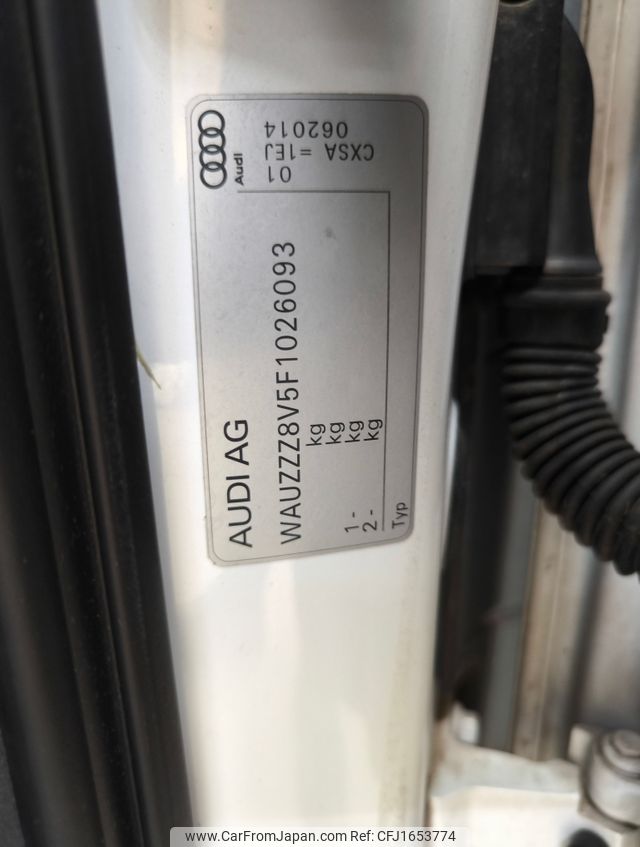 AUDI AG
WAUZZZ8V5F1026093
kg
kg
1 - kg
2 - kg
Typ
Audi
01
CXSA =1EJ
062014
www.CarFromJapan.com Ref: CFJ1653774